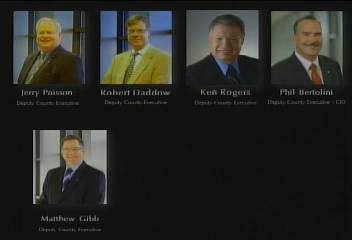 Jerry Poisson
Deputy County Executive
Robert Daddow
Deputy County Executive
Ken Rogers
Deputy County Executive
Phil Bertolini
Deputy County Executive / CIO
Matthew Gibb
Deputy County Executive